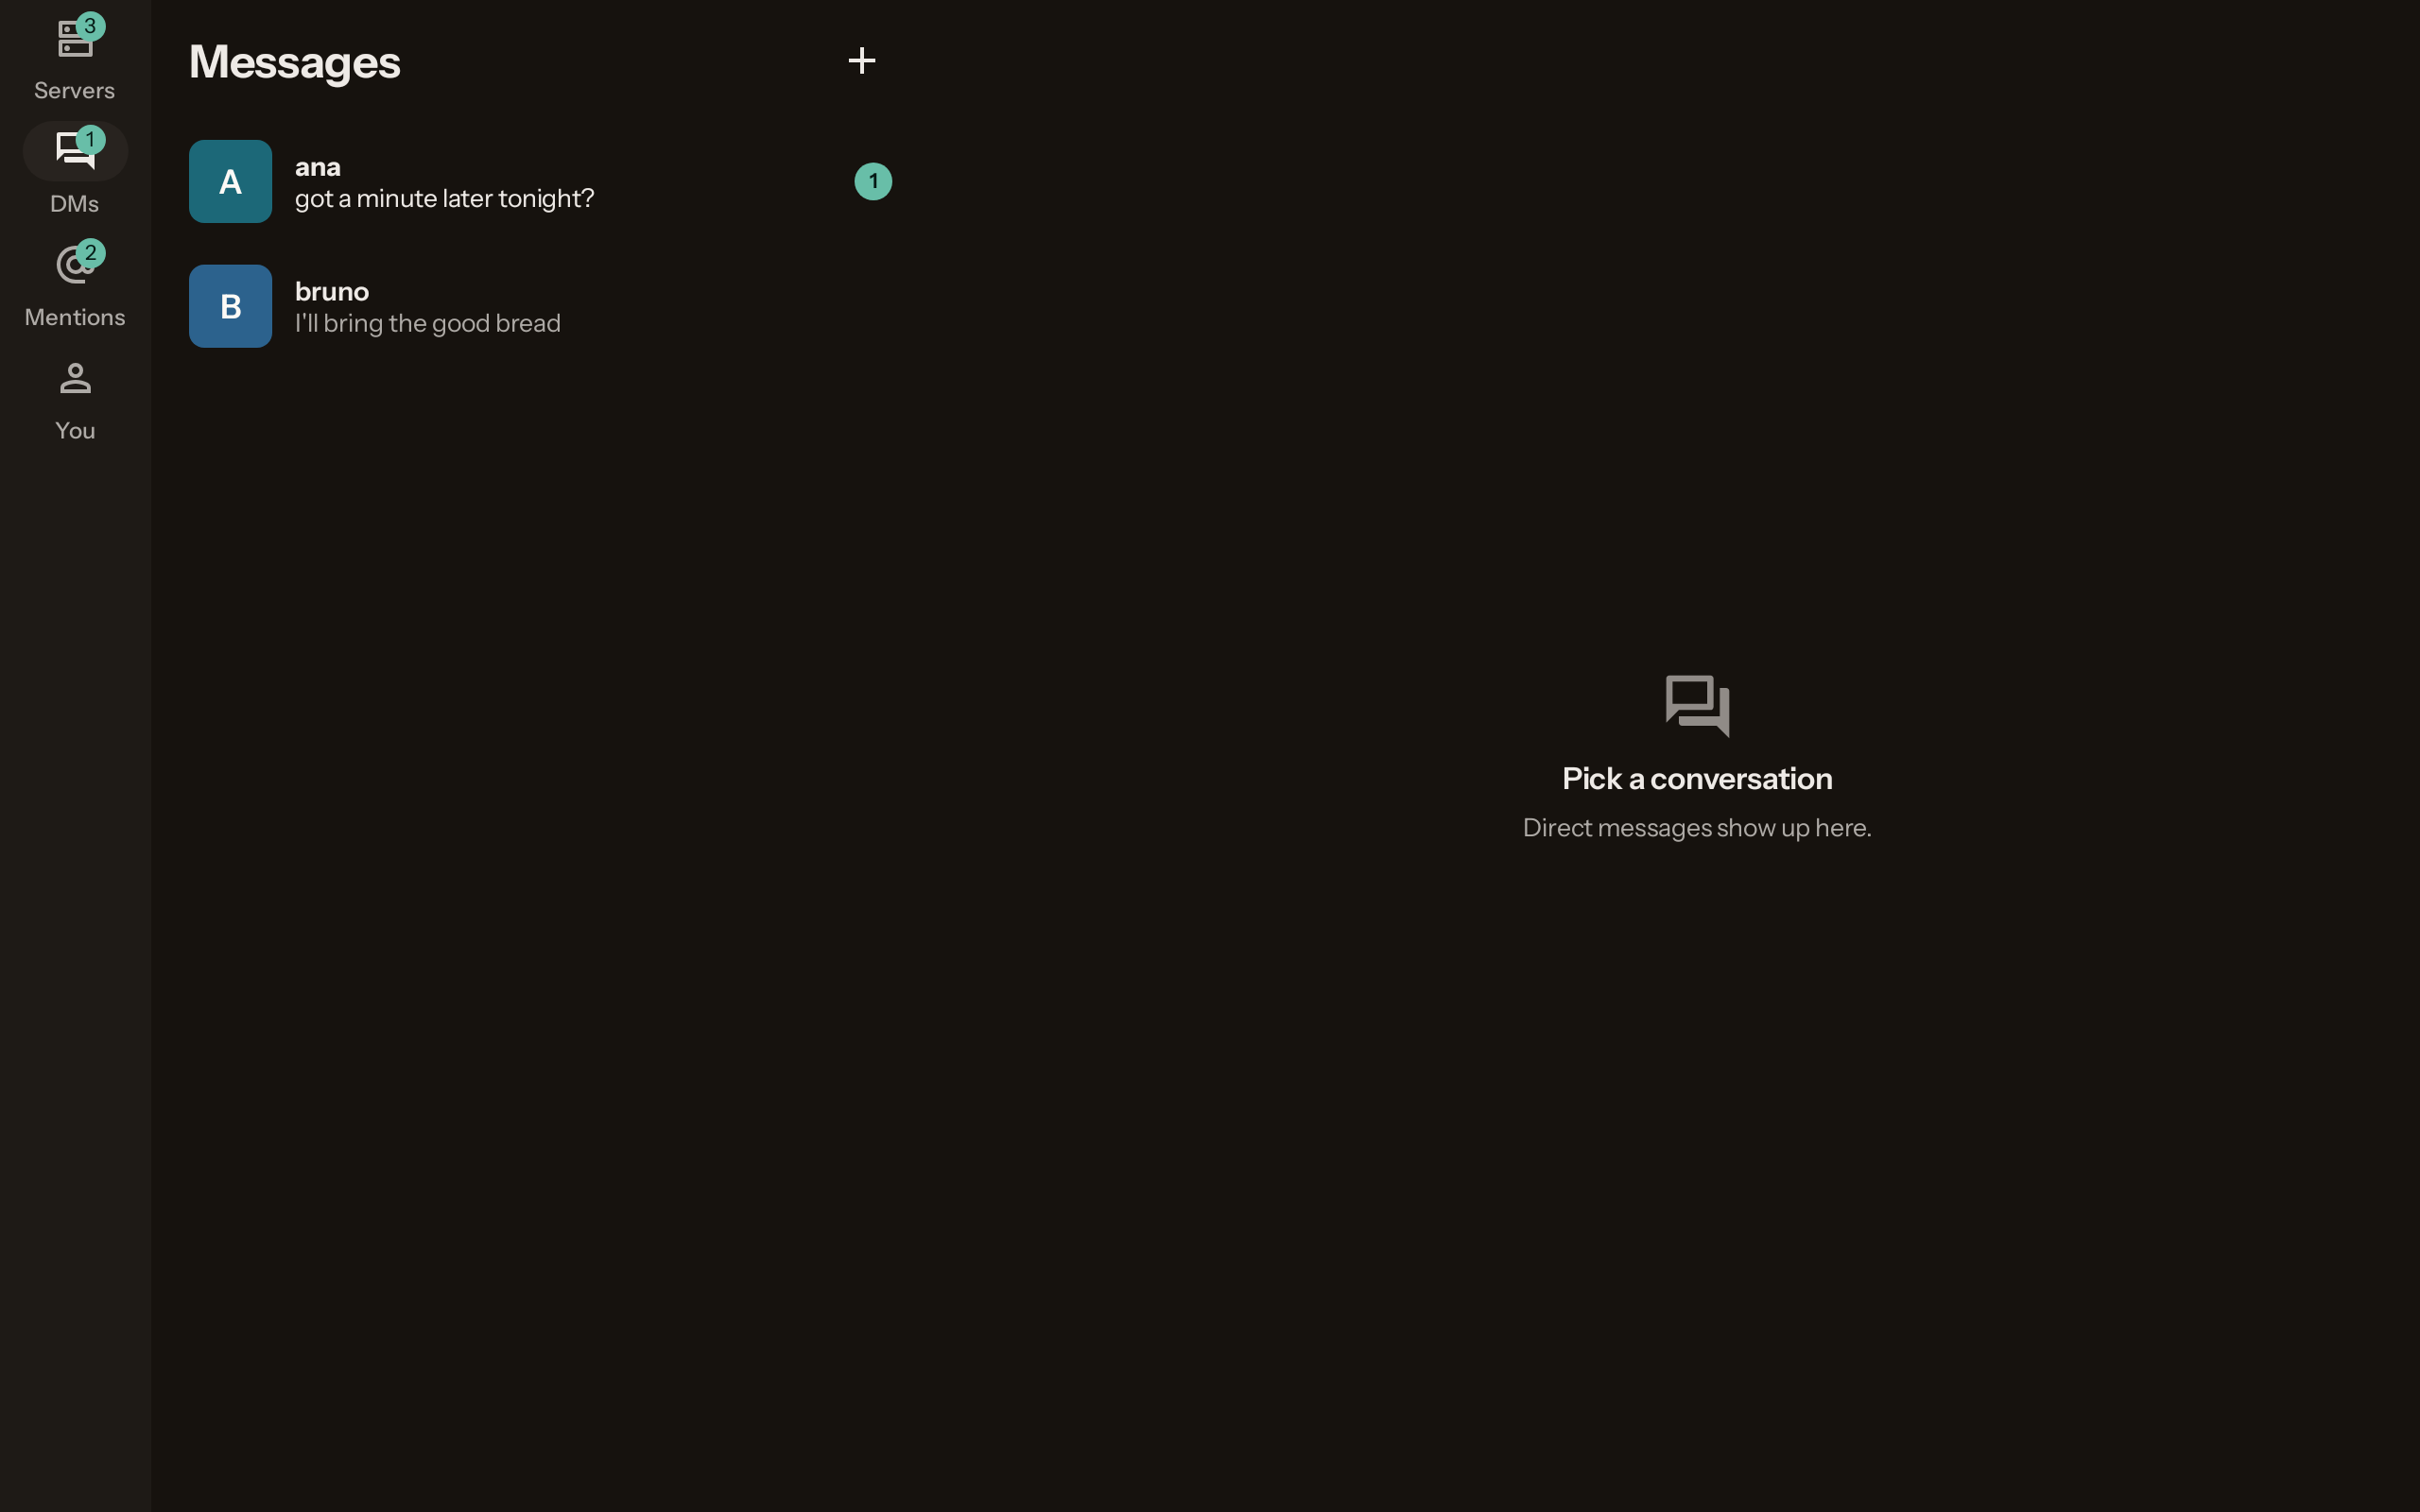 3
Servers
1
DMs
2
Mentions
You
Messages
A
ana
got a minute later tonight?
1
B
bruno
I'll bring the good bread
Pick a conversation
Direct messages show up here.